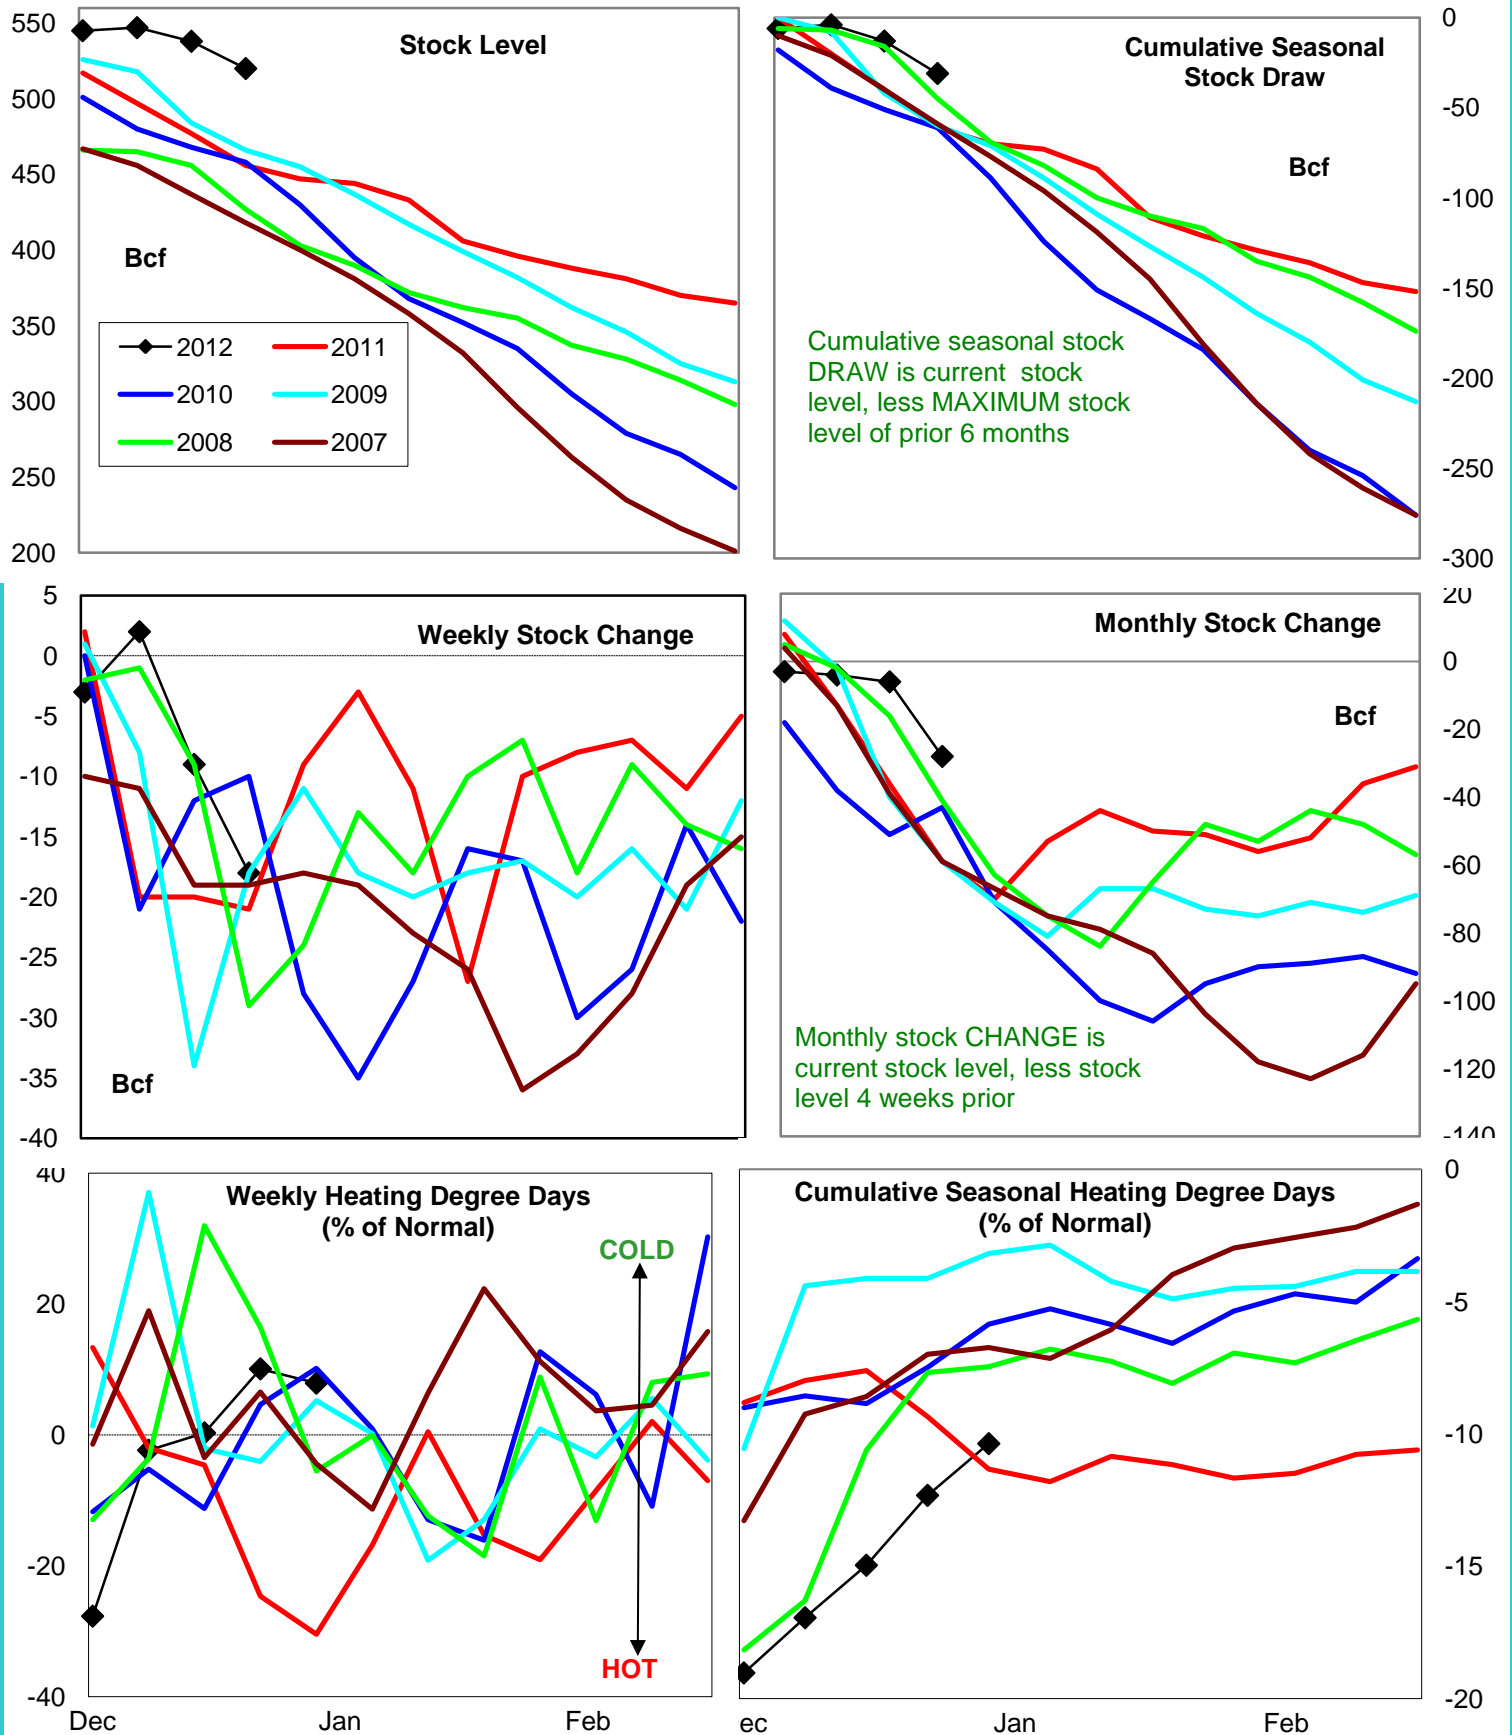 Stock Level
550
500
450
400
350
300
250
200
Bcf
2012
2011
2010
2009
2008
2007
Cumulative Seasonal
Stock Draw
Bcf
0
-50
-100
-150
-200
-250
-300
Cumulative seasonal stock
DRAW is current stock
level, less MAXIMUM stock
level of prior 6 months
Weekly Stock Change
5
0
-5
-10
-15
-20
-25
-30
-35
-40
Bcf
Monthly Stock Change
20
0
-20
-40
-60
-80
-100
-120
-140
Bcf
Monthly stock CHANGE is
current stock level, less stock
level 4 weeks prior
Weekly Heating Degree Days
(% of Normal)
40
20
0
-20
-40
COLD
HOT
Dec
Jan
Feb
Cumulative Seasonal Heating Degree Days
(% of Normal)
0
-5
-10
-15
-20
ec
Jan
Feb